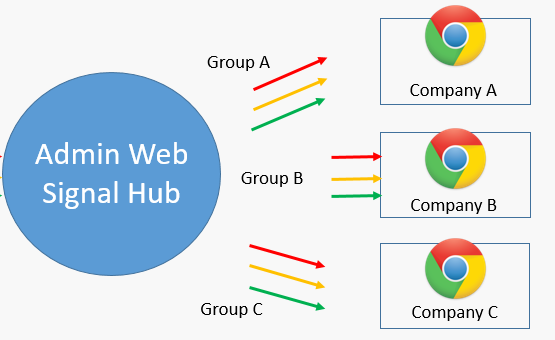 Group A
Company A
Admin Web
Signal Hub
Group B
Company B
Group C
Company C